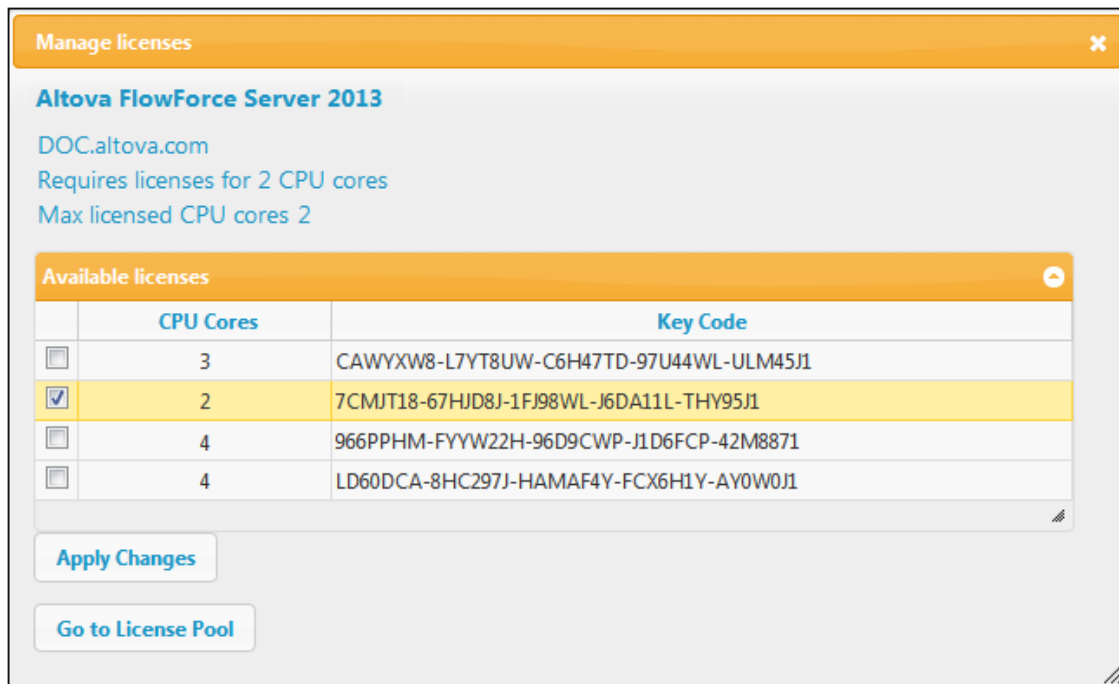 Manage licenses
Altova FlowForce Server 2013
DOC.altova.com
Requires licenses for 2 CPU cores
Max licensed CPU cores 2
Available licenses
CPU Cores Key Code
3 CAWYXW8-L7YT8UW-C6H47TD-97U44WL-ULM45J1
2 7CMJT18-67HJD8J-1FJ98WL-J6DA11L-THY95J1
4 966PPHM-FYYW22H-96D9CWP-J1D6FCP-42M8871
4 LD60DCA-8HC297J-HAMAF4Y-FCX6H1Y-AY0W0J1
Apply Changes
Go to License Pool